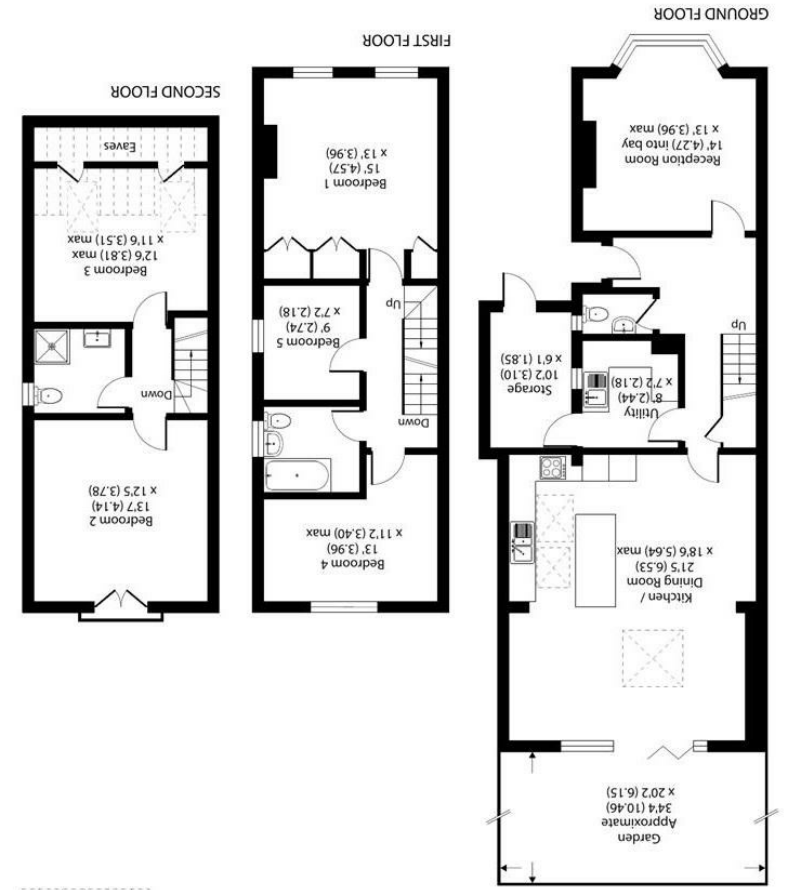 Garden
Approximate
34'4 (10.46)
x 20'2 (6.15)
Kitchen /
Dining Room
21'5 (6.53)
x 18'6 (5.64) max
Utility
8' (2.44)
x 7'2 (2.18)
Storage
10'2 (3.10)
x 6'1 (1.85)
Up
Reception Room
14' (4.27) into bay
x 13' (3.96) max
GROUND FLOOR
Bedroom 4
13' (3.96)
x 11'2 (3.40) max
Down
Bedroom 5
9' (2.74)
x 7'2 (2.18)
Up
Bedroom 1
15' (4.57)
x 13' (3.96)
FIRST FLOOR
Bedroom 2
13'7 (4.14)
x 12'5 (3.78)
Down
Bedroom 3
12'6 (3.81) max
x 11'6 (3.51) max
Eaves
SECOND FLOOR